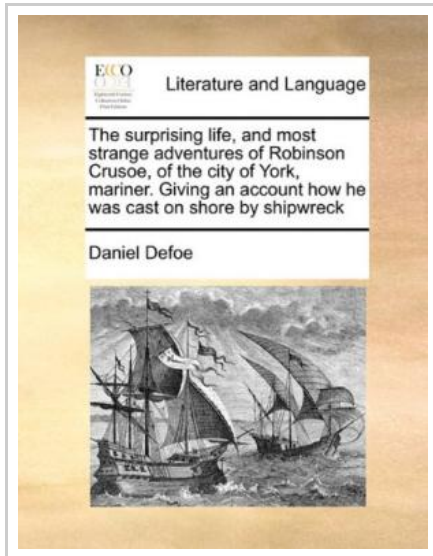 ECCO
Literature and Language
The surprising life, and most
strange adventures of Robinson
Crusoe, of the city of York,
mariner. Giving an account how he
was cast on shore by shipwreck
Daniel Defoe